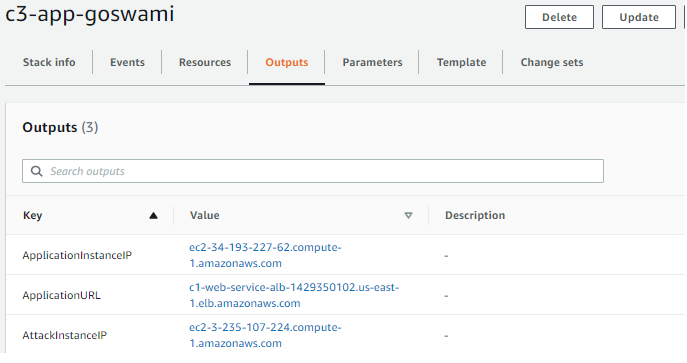 c3-app-goswami
Delete
Update
Stack info
Events
Resources
Outputs
Parameters
Template
Change sets
Outputs (3)
Search outputs
Key
Value
Description
ApplicationInstanceIP
ec2-34-193-227-62.compute-
1.amazonaws.com
-
ApplicationURL
c1-web-service-alb-1429350102.us-east-
1.elb.amazonaws.com
-
AttackInstanceIP
ec2-3-235-107-224.compute-
1.amazonaws.com
-